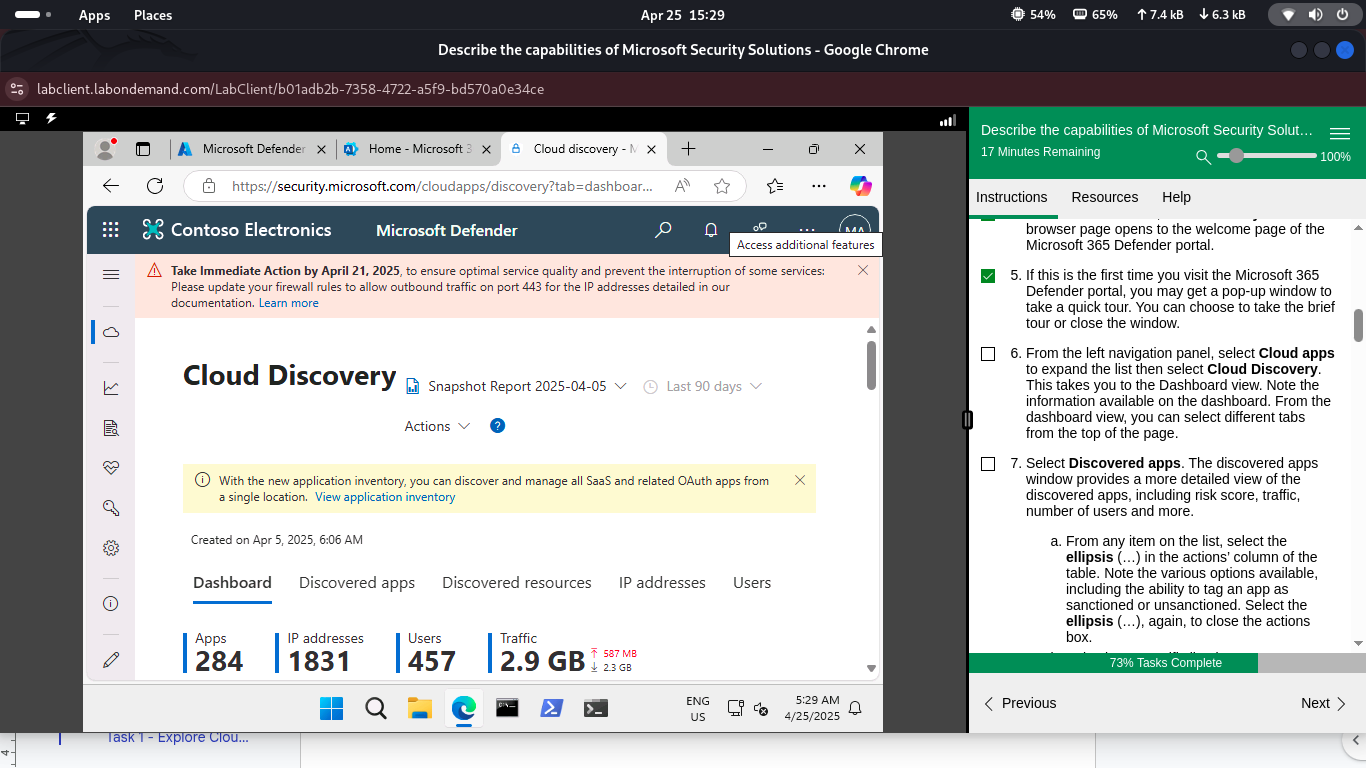 Apps Places Apr 25 15:29 54% 65% 7.4 kB 6.3 kB
Describe the capabilities of Microsoft Security Solutions - Google Chrome
labclient.labondemand.com/LabClient/b01adb2b-7358-4722-a5f9-bd570a0e34ce
Microsoft Defender
Home - Microsoft 3
Cloud discovery - M
https://security.microsoft.com/cloudapps/discovery?tab=dashboar...
Contoso Electronics Microsoft Defender
MA
Access additional features
Take Immediate Action by April 21, 2025, to ensure optimal service quality and prevent the interruption of some services:
Please update your firewall rules to allow outbound traffic on port 443 for the IP addresses detailed in our
documentation. Learn more
Cloud Discovery
Snapshot Report 2025-04-05
Last 90 days
Actions
?
With the new application inventory, you can discover and manage all SaaS and related OAuth apps from
a single location. View application inventory
Created on Apr 5, 2025, 6:06 AM
Dashboard Discovered apps Discovered resources IP addresses Users
Apps
284
IP addresses
1831
Users
457
Traffic
2.9 GB
587 MB
2.3 GB
ENG
US
5:29 AM
4/25/2025
Describe the capabilities of Microsoft Security Solut...
17 Minutes Remaining
100%
Instructions Resources Help
browser page opens to the welcome page of the
Microsoft 365 Defender portal.
5. If this is the first time you visit the Microsoft 365
Defender portal, you may get a pop-up window to
take a quick tour. You can choose to take the brief
tour or close the window.
6. From the left navigation panel, select Cloud apps
to expand the list then select Cloud Discovery.
This takes you to the Dashboard view. Note the
information available on the dashboard. From the
dashboard view, you can select different tabs
from the top of the page.
7. Select Discovered apps. The discovered apps
window provides a more detailed view of the
discovered apps, including risk score, traffic,
number of users and more.
a. From any item on the list, select the
ellipsis (…) in the actions’ column of the
table. Note the various options available,
including the ability to tag an app as
sanctioned or unsanctioned. Select the
ellipsis (…), again, to close the actions
box.
73% Tasks Complete
Previous Next
Task 1 - Explore Clou...
4